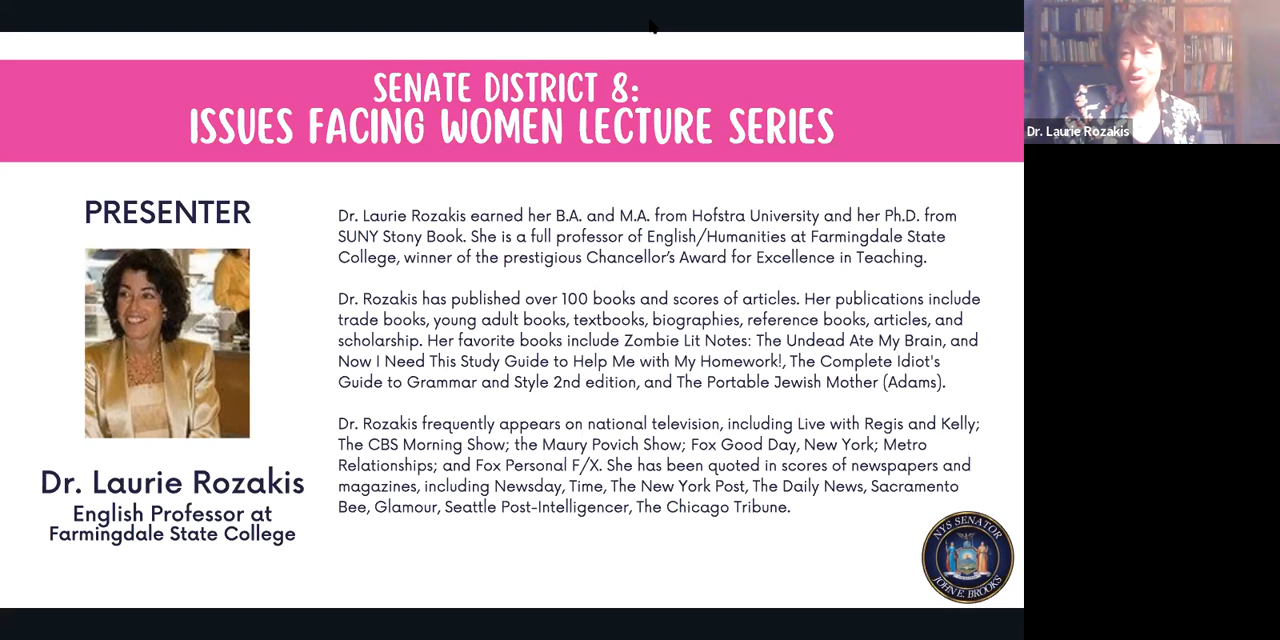 SENATE DISTRICT 8:
ISSUES FACING WOMEN LECTURE SERIES
Dr. Laurie Rozakis
PRESENTER
Dr. Laurie Rozakis
English Professor at
Farmingdale State College
Dr. Laurie Rozakis earned her B.A. and M.A. from Hofstra University and her Ph.D. from
SUNY Stony Book. She is a full professor of English/Humanities at Farmingdale State
College, winner of the prestigious Chancellor's Award for Excellence in Teaching.
Dr. Rozakis has published over 100 books and scores of articles. Her publications include
trade books, young adult books, textbooks, biographies, reference books, articles, and
scholarship. Her favorite books include Zombie Lit Notes: The Undead Ate My Brain, and
Now I Need This Study Guide to Help Me with My Homework!, The Complete Idiot's
Guide to Grammar and Style 2nd edition, and The Portable Jewish Mother (Adams).
Dr. Rozakis frequently appears on national television, including Live with Regis and Kelly;
The CBS Morning Show; the Maury Povich Show; Fox Good Day, New York; Metro
Relationships; and Fox Personal F/X. She has been quoted in scores of newspapers and
magazines, including Newsday, Time, The New York Post, The Daily News, Sacramento
Bee, Glamour, Seattle Post-Intelligencer, The Chicago Tribune.
NYS SENATOR
JOHN E. BROOKS